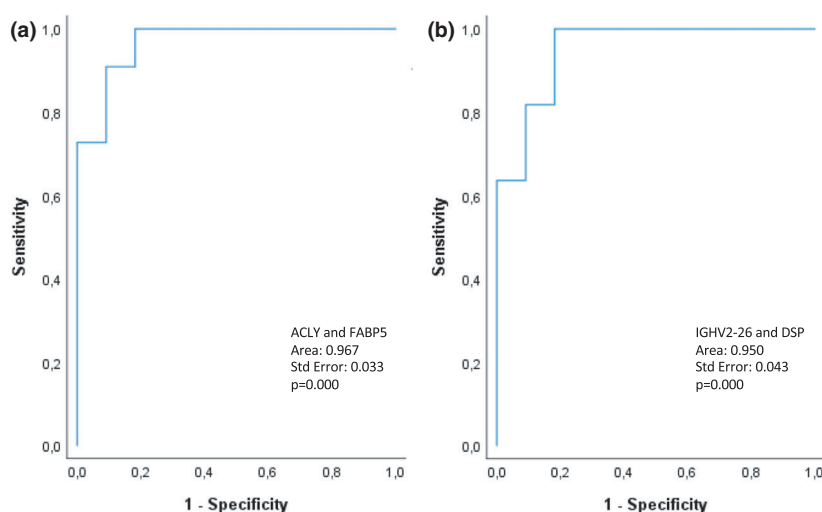 (a)
1,0
0,8
0,6
0,4
0,2
0,0
Sensitivity
ACLY and FABP5
Area: 0.967
Std Error: 0.033
p=0.000
0,0 0,2 0,4 0,6 0,8 1,0
1 - Specificity
(b)
1,0
0,8
0,6
0,4
0,2
0,0
Sensitivity
IGHV2-26 and DSP
Area: 0.950
Std Error: 0.043
p=0.000
0,0 0,2 0,4 0,6 0,8 1,0
1 - Specificity